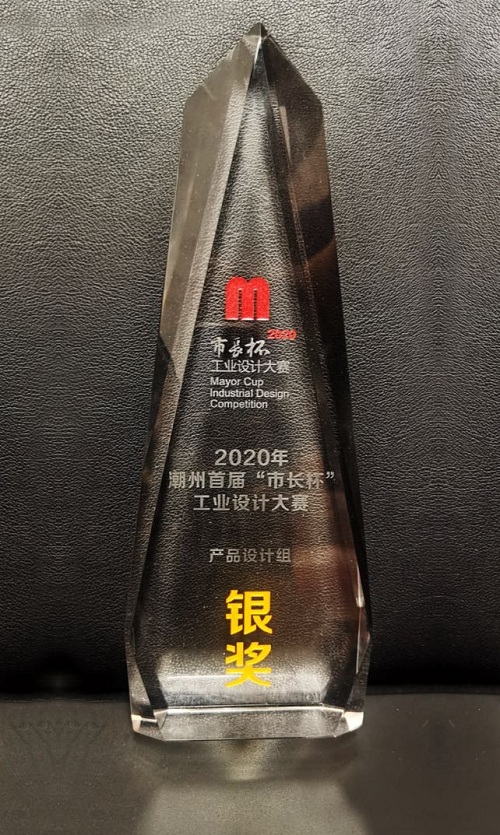 m
2020
市长杯
工业设计大赛
Mayor Cup
Industrial Design
Competition
2020年
潮州首届“市长杯”
工业设计大赛
产品设计组
银
奖